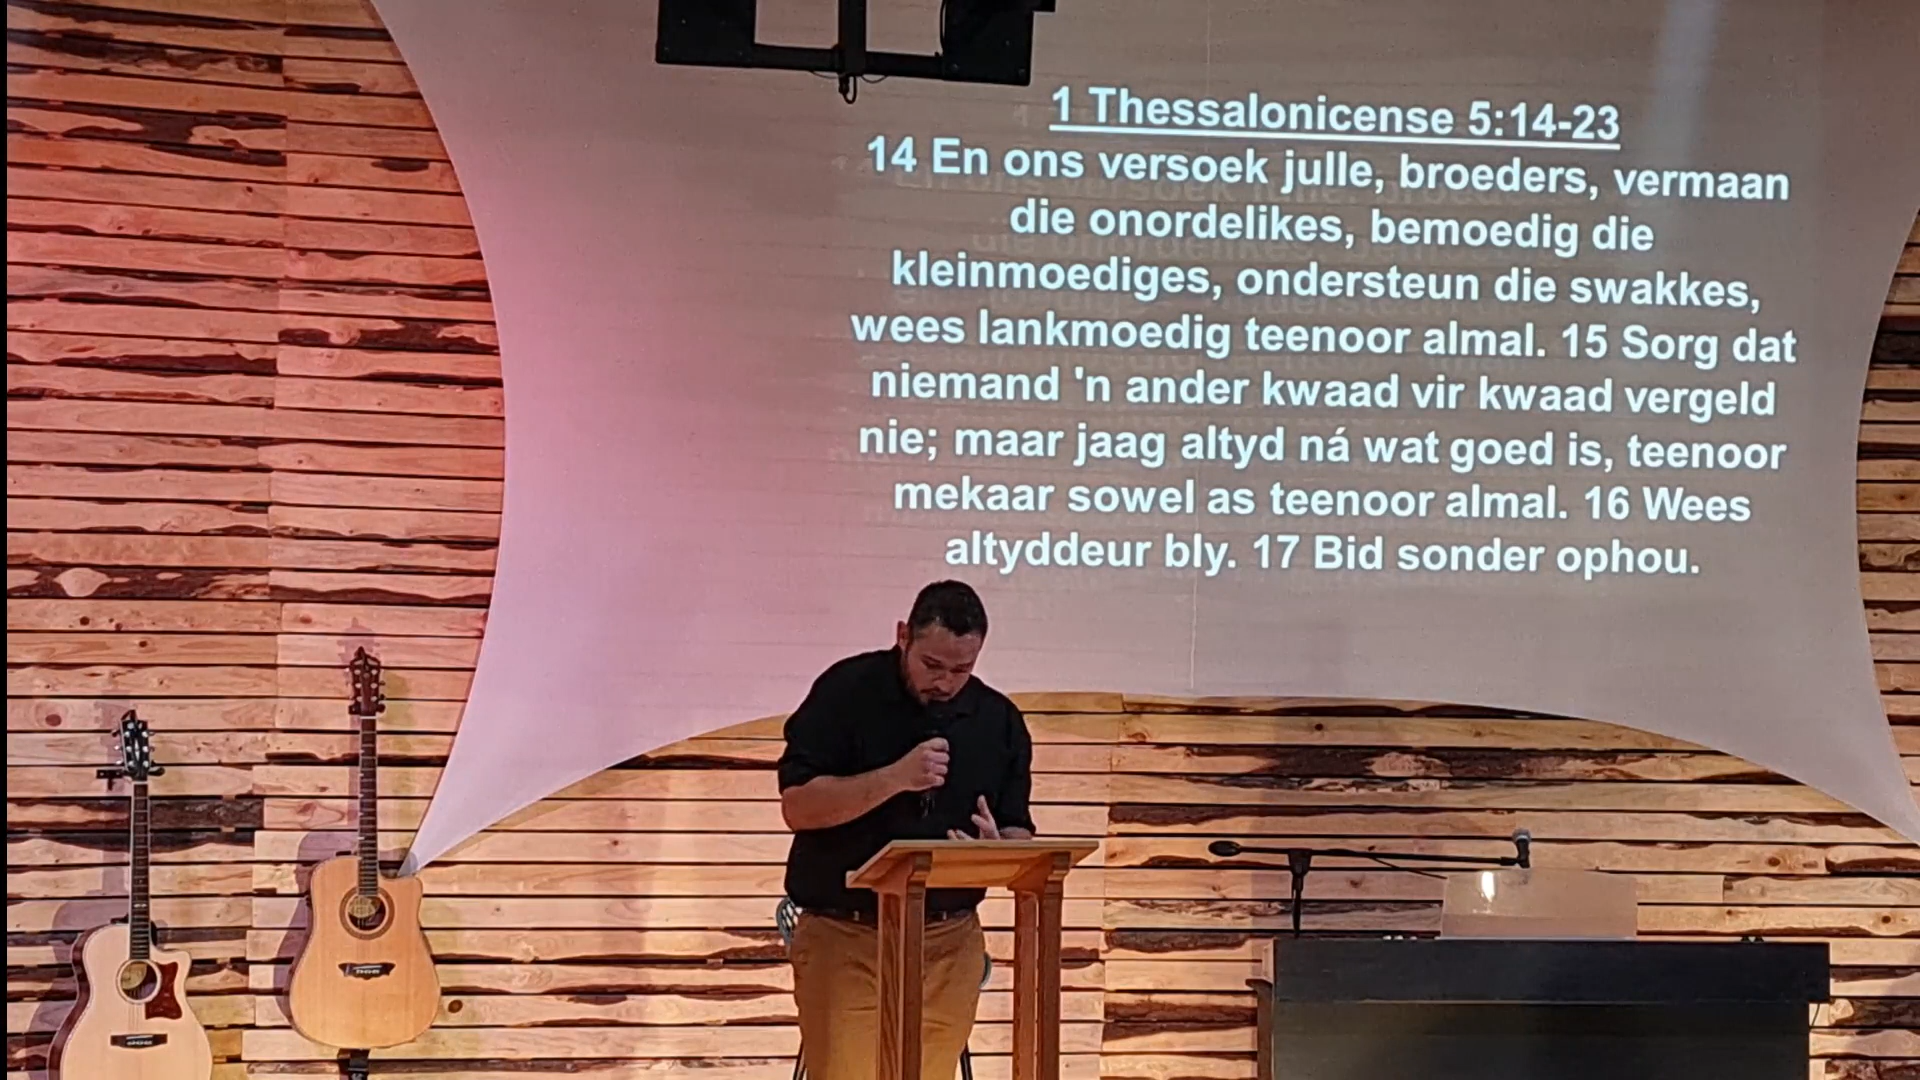 1 Thessalonicense 5:14-23
14 En ons versoek julle, broeders, vermaan
die onordelikes, bemoedig die
kleinmoediges, ondersteun die swakkes,
wees lankmoedig teenoor almal. 15 Sorg dat
niemand 'n ander kwaad vir kwaad vergeld
nie; maar jaag altyd ná wat goed is, teenoor
mekaar sowel as teenoor almal. 16 Wees
altyddeur bly. 17 Bid sonder ophou.